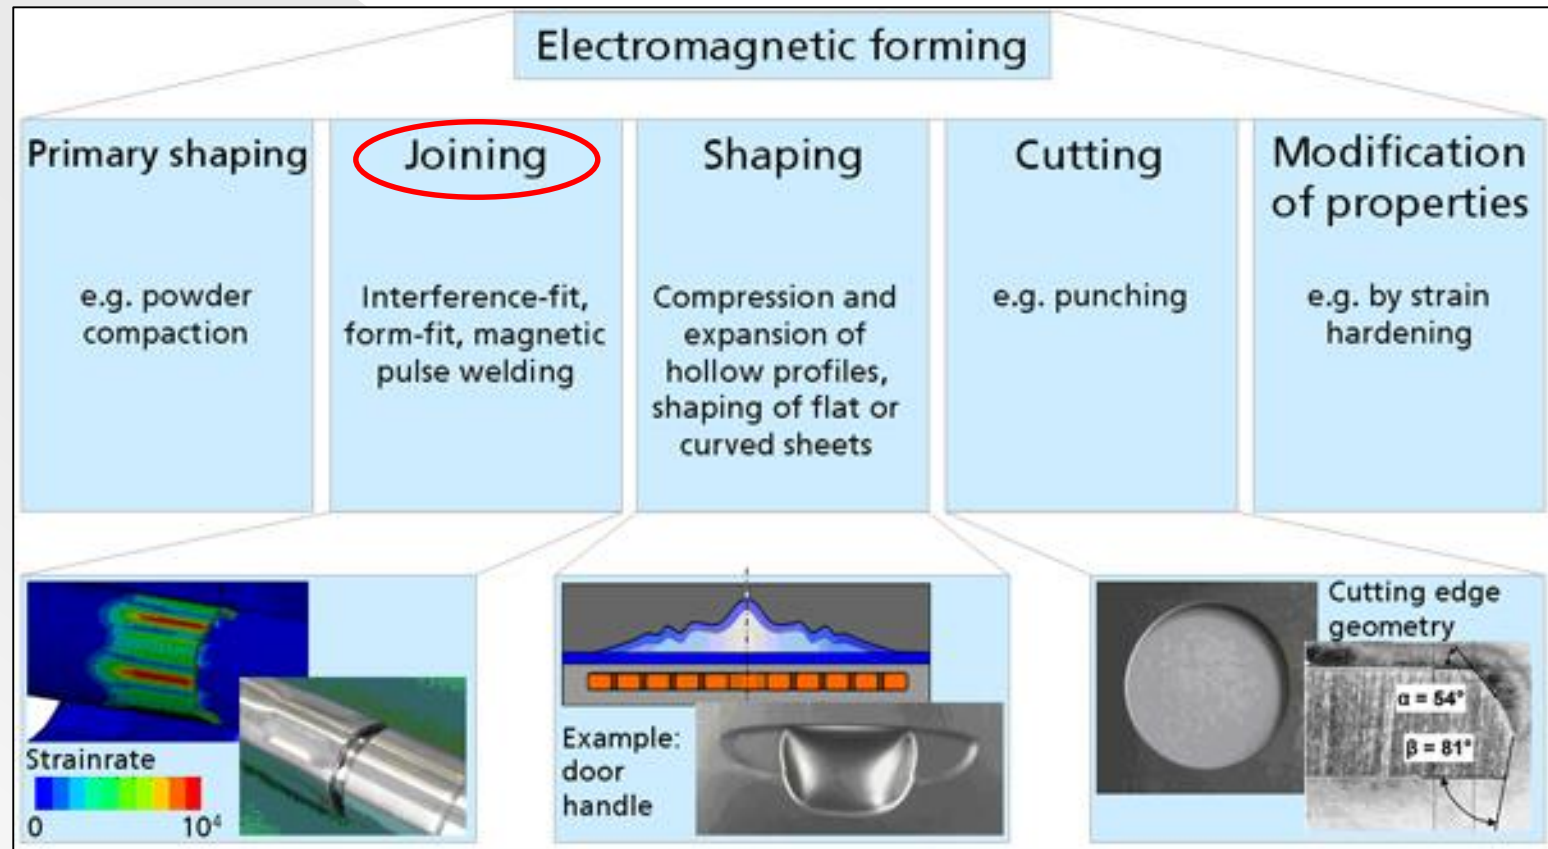 Electromagnetic forming
Primary shaping
e.g. powder
compaction
Joining
Interference-fit,
form-fit, magnetic
pulse welding
Shaping
Compression and
expansion of
hollow profiles,
shaping of flat or
curved sheets
Cutting
e.g. punching
Modification
of properties
e.g. by strain
hardening
Strainrate
0 10⁴
Example:
door
handle
Cutting edge
geometry
α = 54°
β = 81°